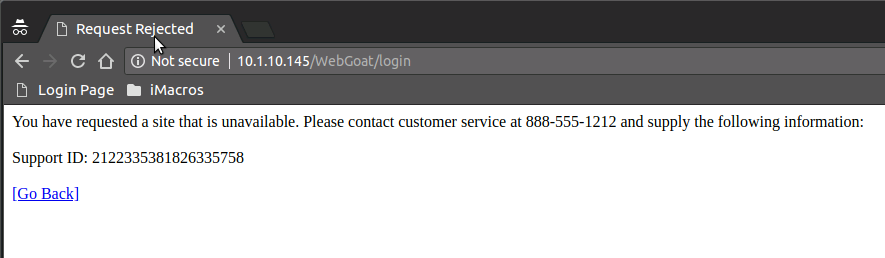 Request Rejected
Not secure 10.1.10.145/WebGoat/login
Login Page iMacros
You have requested a site that is unavailable. Please contact customer service at 888-555-1212 and supply the following information:
Support ID: 2122335381826335758
[Go Back]